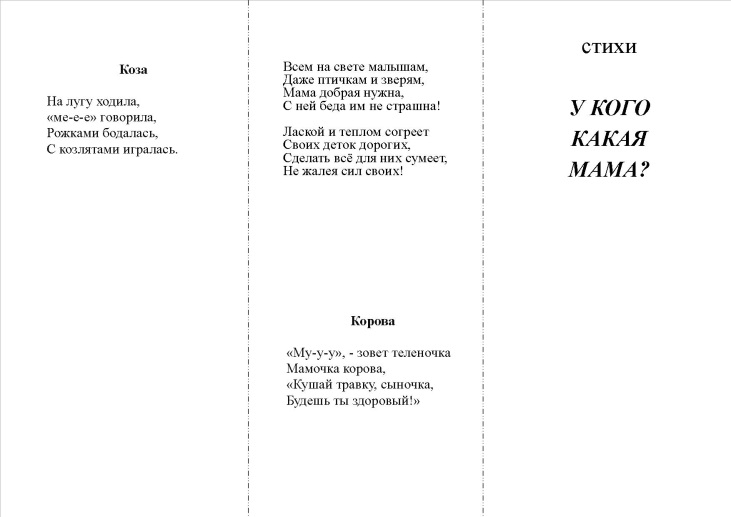 Коза
На лугу ходила,
«ме-е-е» говорила,
Рожками бодалась,
С козлятами игралась.
Всем на свете малышам,
Даже птичкам и зверям,
Мама добрая нужна,
С ней беда им не страшна!
Лаской и теплом согреет
Своих деток дорогих,
Сделать всё для них сумеет,
Не жалея сил своих!
Корова
«Му-у-у», - зовет теленочка
Мамочка корова,
«Кушай травку, сыночка,
Будешь ты здоровый!»
стихи
У КОГО
КАКАЯ
МАМА?